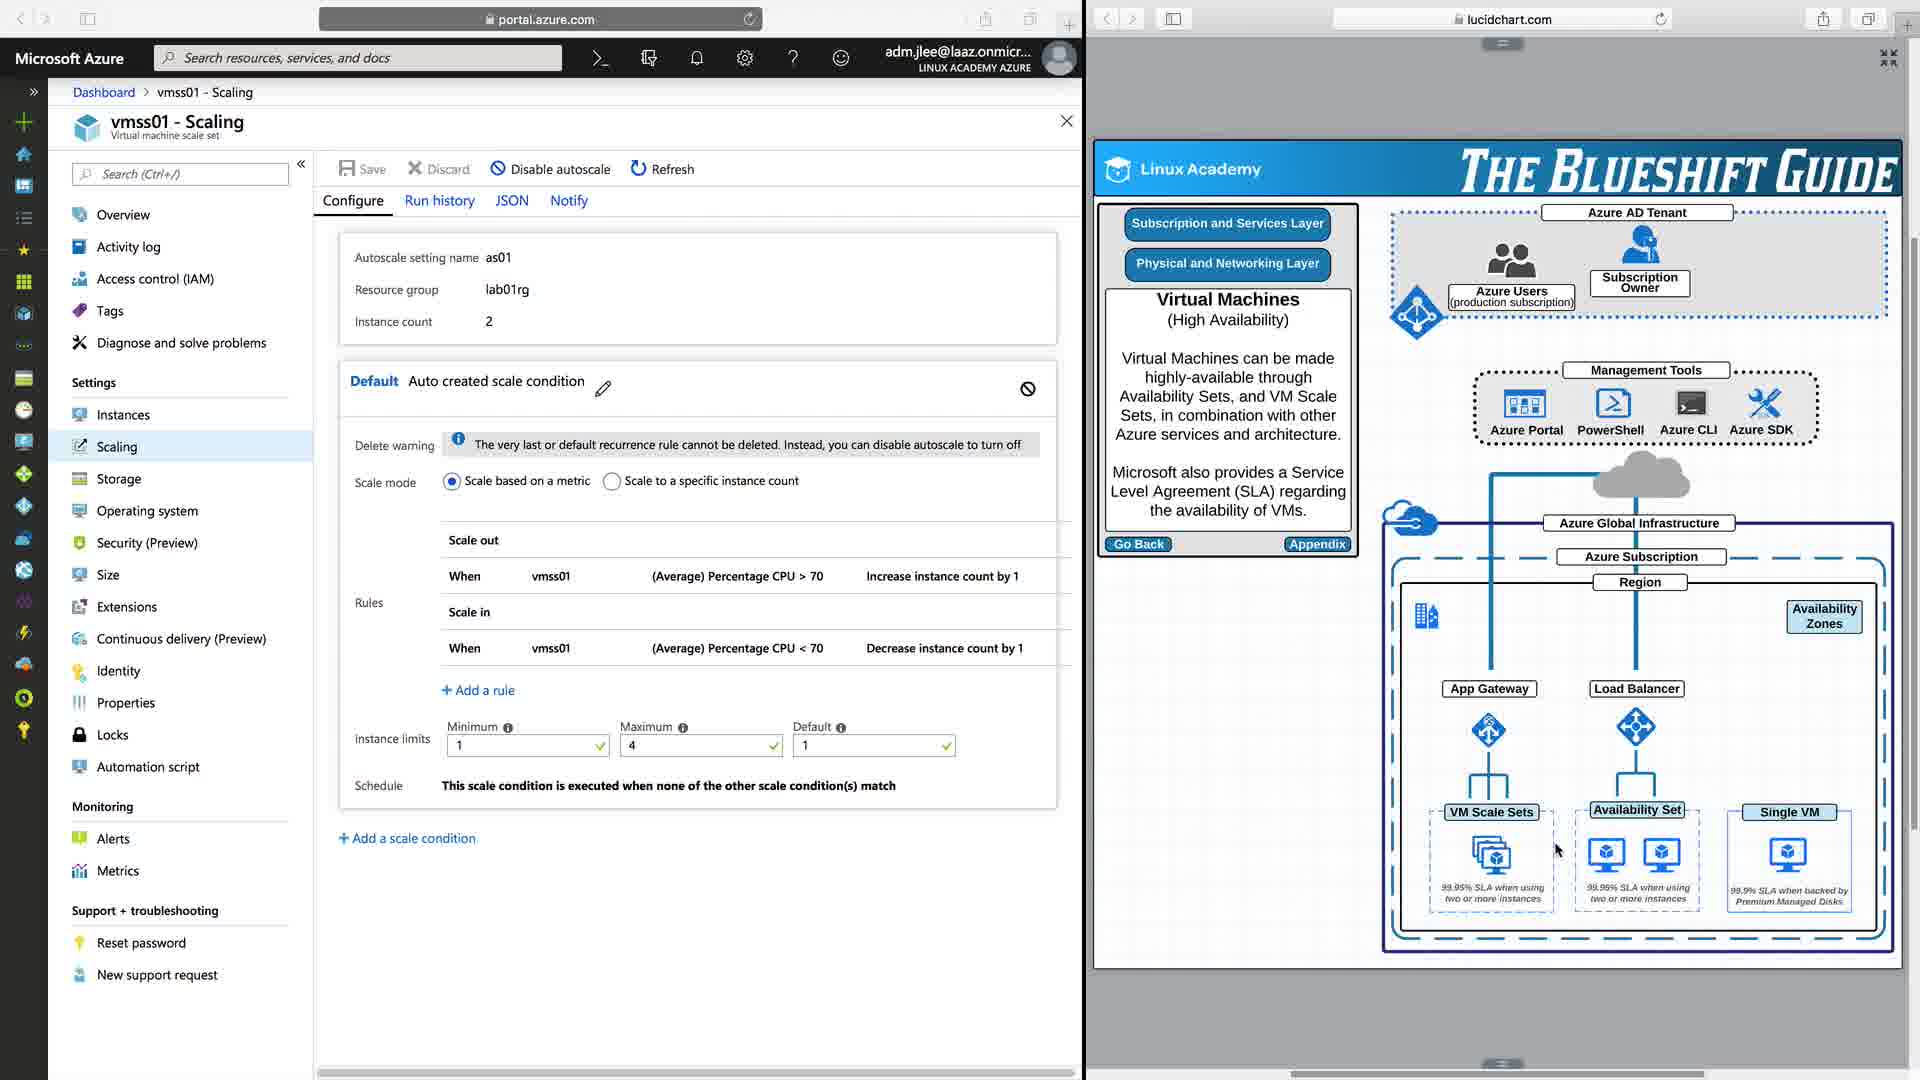 portal.azure.com
Microsoft Azure
Search resources, services, and docs
adm.jlee@laaz.onmicr...
LINUX ACADEMY AZURE
Dashboard > vmss01 - Scaling
vmss01 - Scaling
Virtual machine scale set
Search (Ctrl+/)
Overview
Activity log
Access control (IAM)
Tags
Diagnose and solve problems
Settings
Instances
Scaling
Storage
Operating system
Security (Preview)
Size
Extensions
Continuous delivery (Preview)
Identity
Properties
Locks
Automation script
Monitoring
Alerts
Metrics
Support + troubleshooting
Reset password
New support request
Save Discard Disable autoscale Refresh
Configure Run history JSON Notify
Autoscale setting name as01
Resource group lab01rg
Instance count 2
Default Auto created scale condition
Delete warning The very last or default recurrence rule cannot be deleted. Instead, you can disable autoscale to turn off
Scale mode Scale based on a metric Scale to a specific instance count
Rules
Scale out
When vmss01 (Average) Percentage CPU > 70 Increase instance count by 1
Scale in
When vmss01 (Average) Percentage CPU < 70 Decrease instance count by 1
+ Add a rule
Instance limits
Minimum Maximum Default
1 4 1
Schedule This scale condition is executed when none of the other scale condition(s) match
+ Add a scale condition
lucidchart.com
Linux Academy
THE BLUESHIFT GUIDE
Subscription and Services Layer
Physical and Networking Layer
Virtual Machines
(High Availability)
Virtual Machines can be made
highly-available through
Availability Sets, and VM Scale
Sets, in combination with other
Azure services and architecture.
Microsoft also provides a Service
Level Agreement (SLA) regarding
the availability of VMs.
Go Back Appendix
Azure AD Tenant
Azure Users
(production subscription)
Subscription
Owner
Management Tools
Azure Portal PowerShell Azure CLI Azure SDK
Azure Global Infrastructure
Azure Subscription
Region
Availability
Zones
App Gateway Load Balancer
VM Scale Sets
99.95% SLA when using
two or more instances
Availability Set
99.95% SLA when using
two or more instances
Single VM
99.9% SLA when backed by
Premium Managed Disks